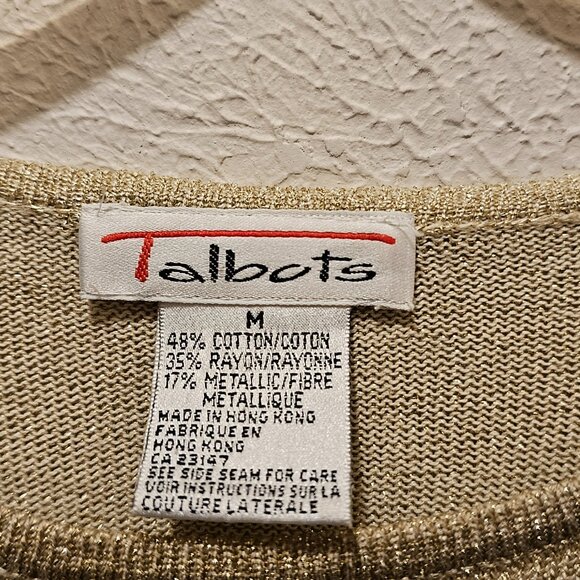 Talbots
M
48% COTTON/COTON
35% RAYON/RAYONNE
17% METALLIC/FIBRE
METALLIQUE
MADE IN HONG KONG
FABRIQUE EN
HONG KONG
CA 23147
SEE SIDE SEAM FOR CARE
VOIR INSTRUCTIONS SUR LA
COUTURE LATERALE